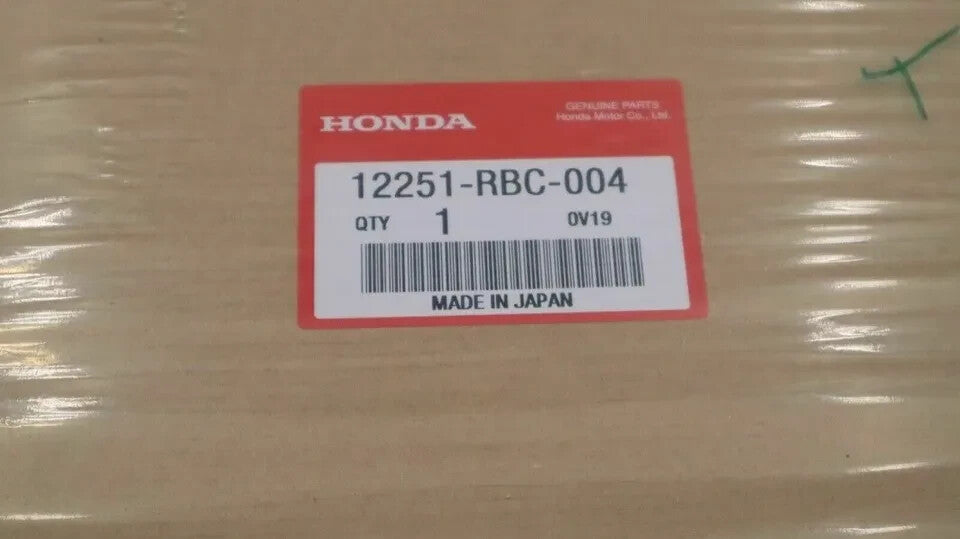 HONDA
GENUINE PARTS
Honda Motor Co., Ltd.
12251-RBC-004
QTY 1 0V19
MADE IN JAPAN